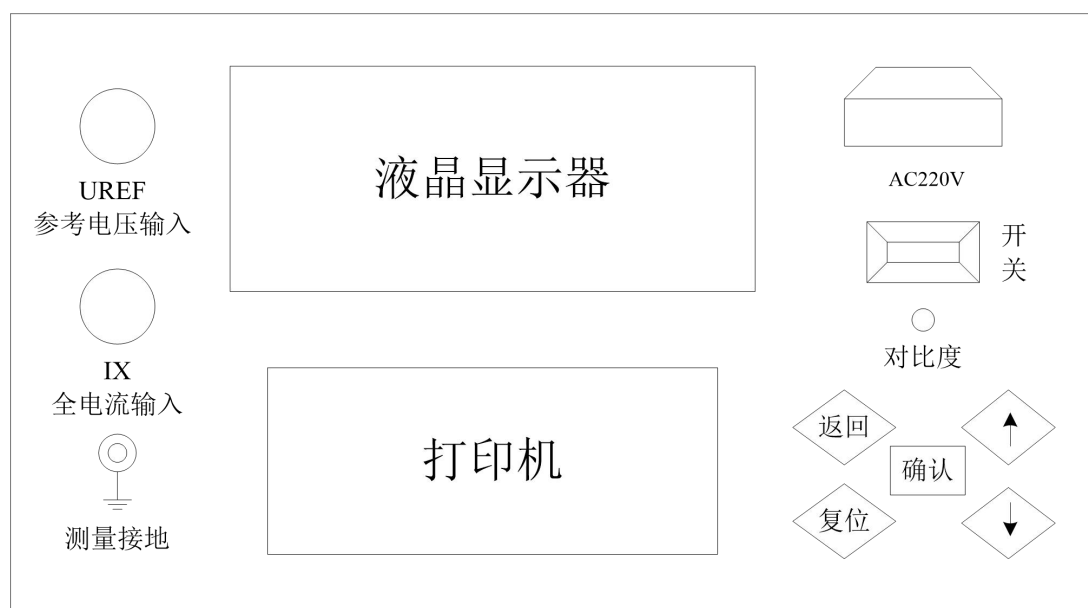 UREF
参考电压输入
IX
全电流输入
测量接地
液晶显示器
打印机
AC220V
开
关
对比度
返回
确认
复位